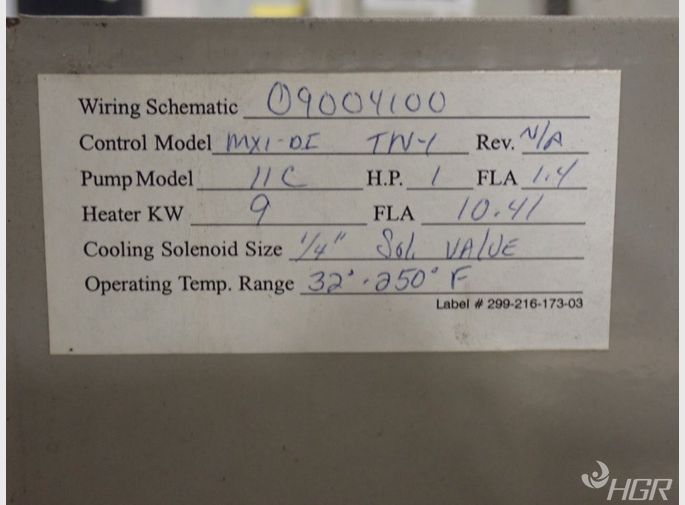 Wiring Schematic 09004100
Control Model MX1-DI TW-1 Rev. N/A
Pump Model 11C H.P. 1 FLA 1.4
Heater KW 9 FLA 10.41
Cooling Solenoid Size 1/4" Sol. VALUE
Operating Temp. Range 32°-250° F
Label # 299-216-173-03
HGR